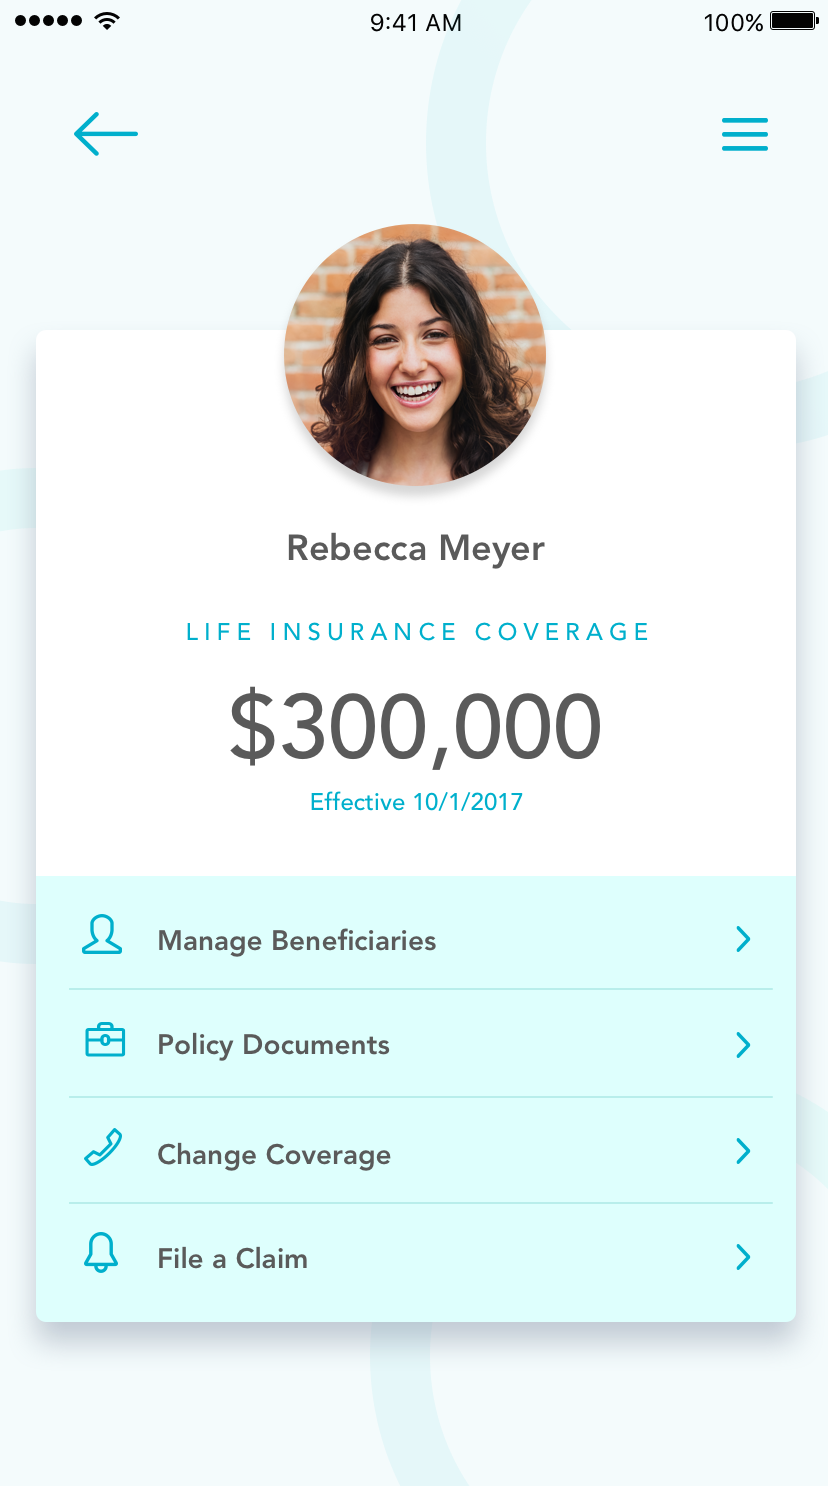 9:41 AM 100%
Rebecca Meyer
LIFE INSURANCE COVERAGE
$300,000
Effective 10/1/2017
Manage Beneficiaries
Policy Documents
Change Coverage
File a Claim